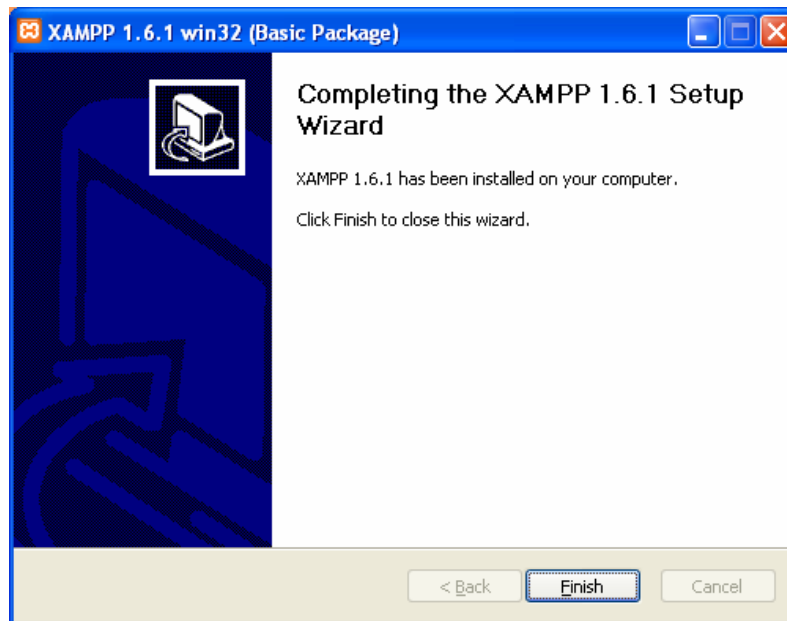 XAMPP 1.6.1 win32 (Basic Package)
Completing the XAMPP 1.6.1 Setup
Wizard
XAMPP 1.6.1 has been installed on your computer.
Click Finish to close this wizard.
< Back
Finish
Cancel